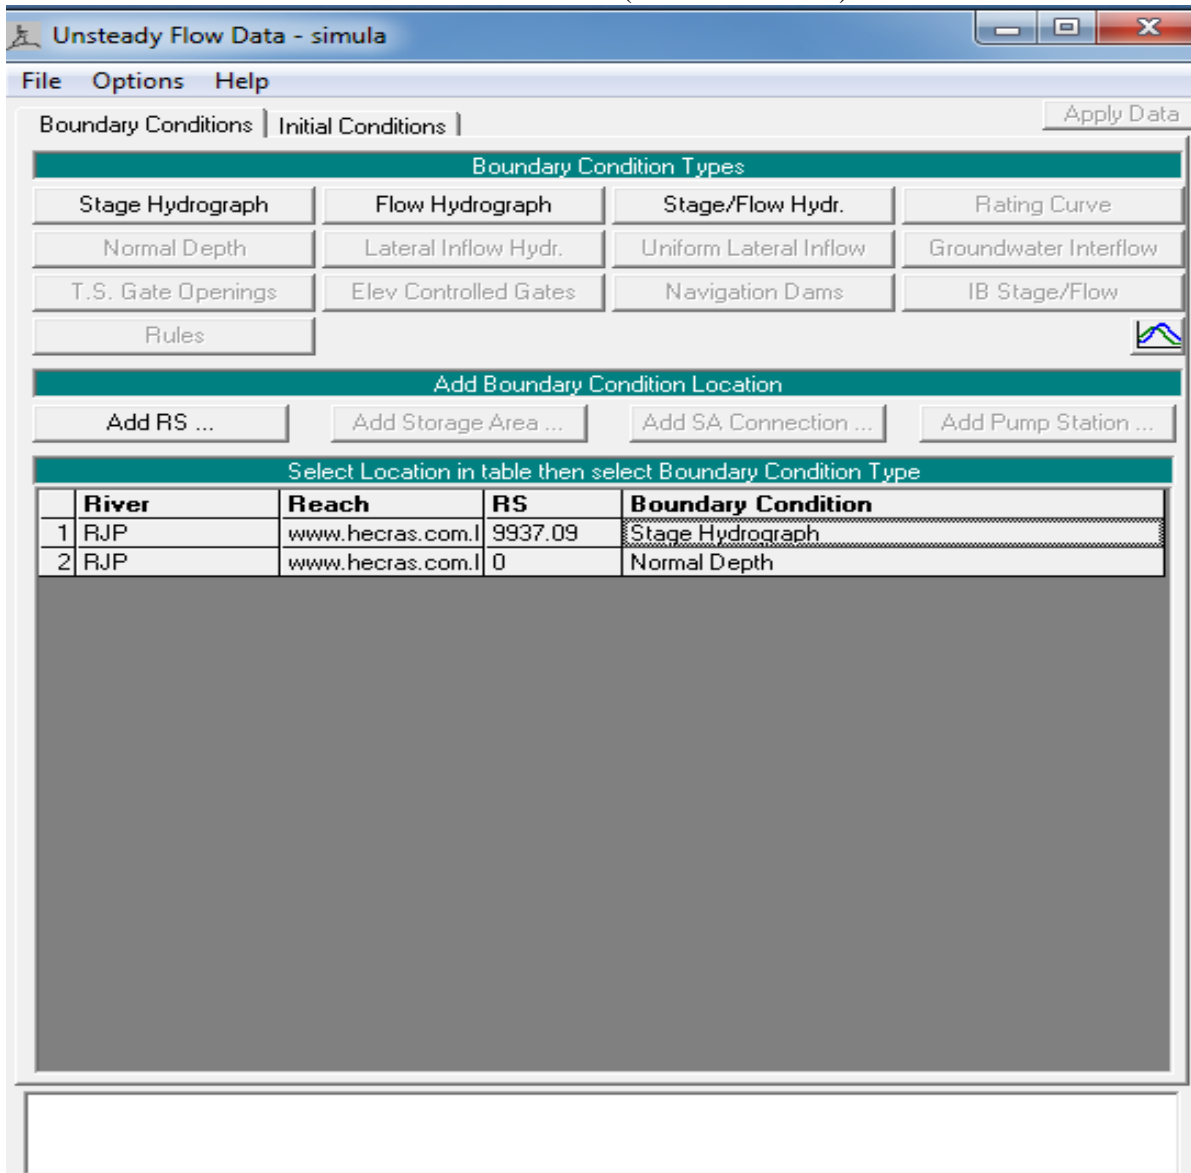 Unsteady Flow Data - simula
File Options Help
Boundary Conditions Initial Conditions Apply Data
Boundary Condition Types
Stage Hydrograph Flow Hydrograph Stage/Flow Hydr. Rating Curve
Normal Depth Lateral Inflow Hydr. Uniform Lateral Inflow Groundwater Interflow
T.S. Gate Openings Elev Controlled Gates Navigation Dams IB Stage/Flow
Rules
Add Boundary Condition Location
Add RS ... Add Storage Area ... Add SA Connection ... Add Pump Station ...
Select Location in table then select Boundary Condition Type
River Reach RS Boundary Condition
1 RJP www.hecras.com.l 9937.09 Stage Hydrograph
2 RJP www.hecras.com.l 0 Normal Depth